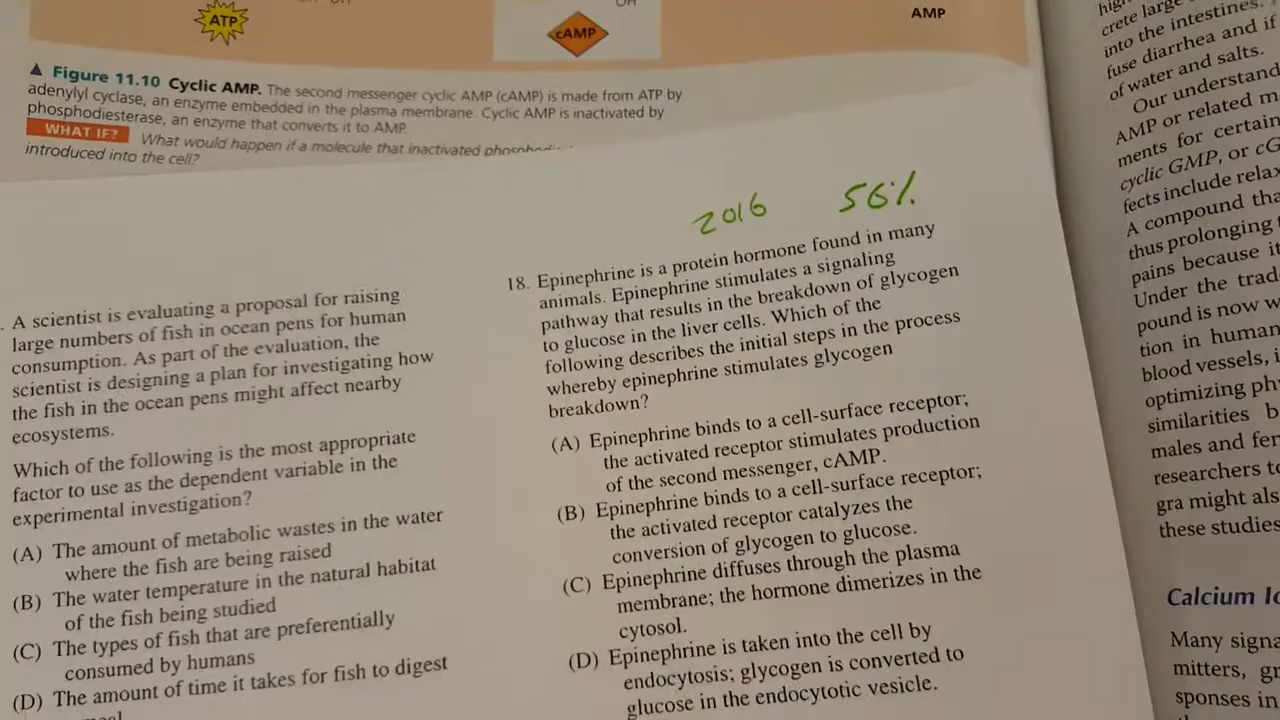 ATP
cAMP
AMP
▲ Figure 11.10 Cyclic AMP. The second messenger cyclic AMP (cAMP) is made from ATP by
adenylyl cyclase, an enzyme embedded in the plasma membrane. Cyclic AMP is inactivated by
phosphodiesterase, an enzyme that converts it to AMP.
WHAT IF? What would happen if a molecule that inactivated
introduced into the cell?
2016 56%
. A scientist is evaluating a proposal for raising
large numbers of fish in ocean pens for human
consumption. As part of the evaluation, the
scientist is designing a plan for investigating how
the fish in the ocean pens might affect nearby
ecosystems.
Which of the following is the most appropriate
factor to use as the dependent variable in the
experimental investigation?
(A) The amount of metabolic wastes in the water
where the fish are being raised
(B) The water temperature in the natural habitat
of the fish being studied
(C) The types of fish that are preferentially
consumed by humans
(D) The amount of time it takes for fish to digest
18. Epinephrine is a protein hormone found in many
animals. Epinephrine stimulates a signaling
pathway that results in the breakdown of glycogen
to glucose in the liver cells. Which of the
following describes the initial steps in the process
whereby epinephrine stimulates glycogen
breakdown?
(A) Epinephrine binds to a cell-surface receptor;
the activated receptor stimulates production
of the second messenger, cAMP.
(B) Epinephrine binds to a cell-surface receptor;
the activated receptor catalyzes the
conversion of glycogen to glucose.
(C) Epinephrine diffuses through the plasma
membrane; the hormone dimerizes in the
cytosol.
(D) Epinephrine is taken into the cell by
endocytosis; glycogen is converted to
glucose in the endocytotic vesicle.
crete large
into the intestines.
fuse diarrhea and if
of water and salts.
Our understand
AMP or related m
ments for certain
cyclic GMP, or cG
fects include relax
A compound tha
thus prolonging
pains because it
Under the trad
pound is now w
tion in human
blood vessels, i
optimizing phy
similarities b
males and fem
researchers to
gra might als
these studies
Calcium Io
Many signa
mitters, gr
sponses in